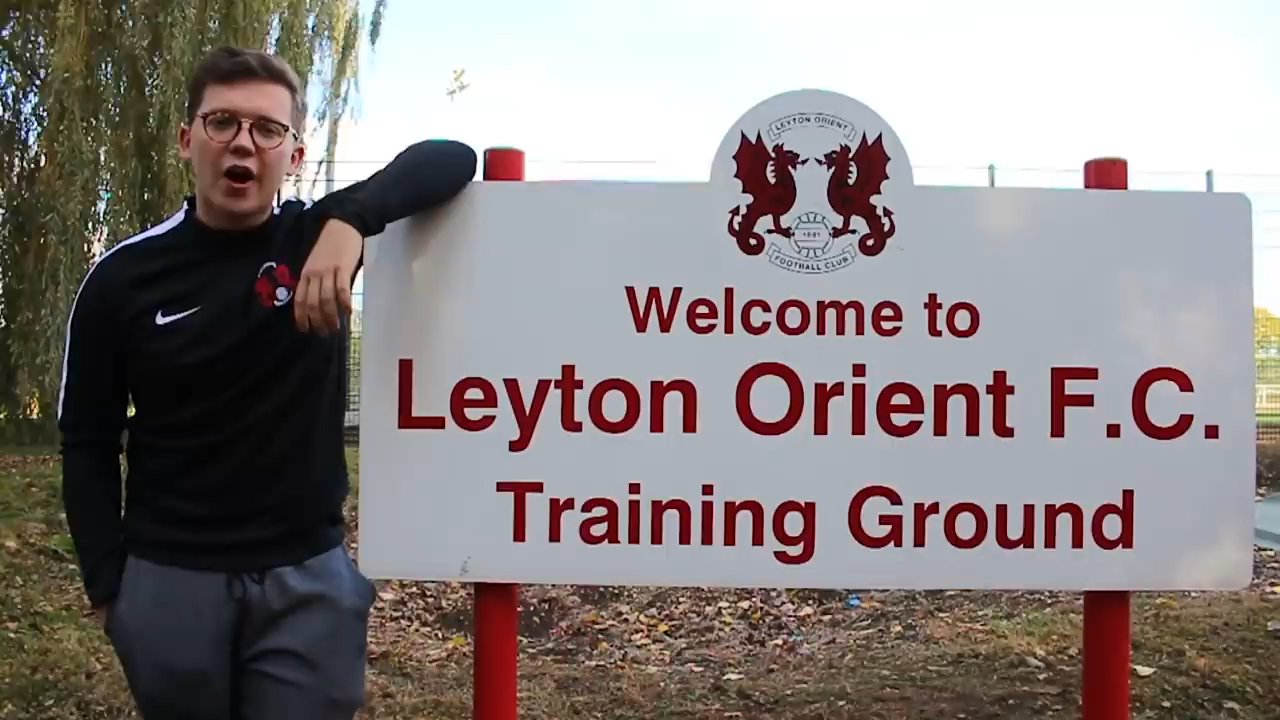 LEYTON ORIENT
1881
FOOTBALL CLUB
Welcome to
Leyton Orient F.C.
Training Ground